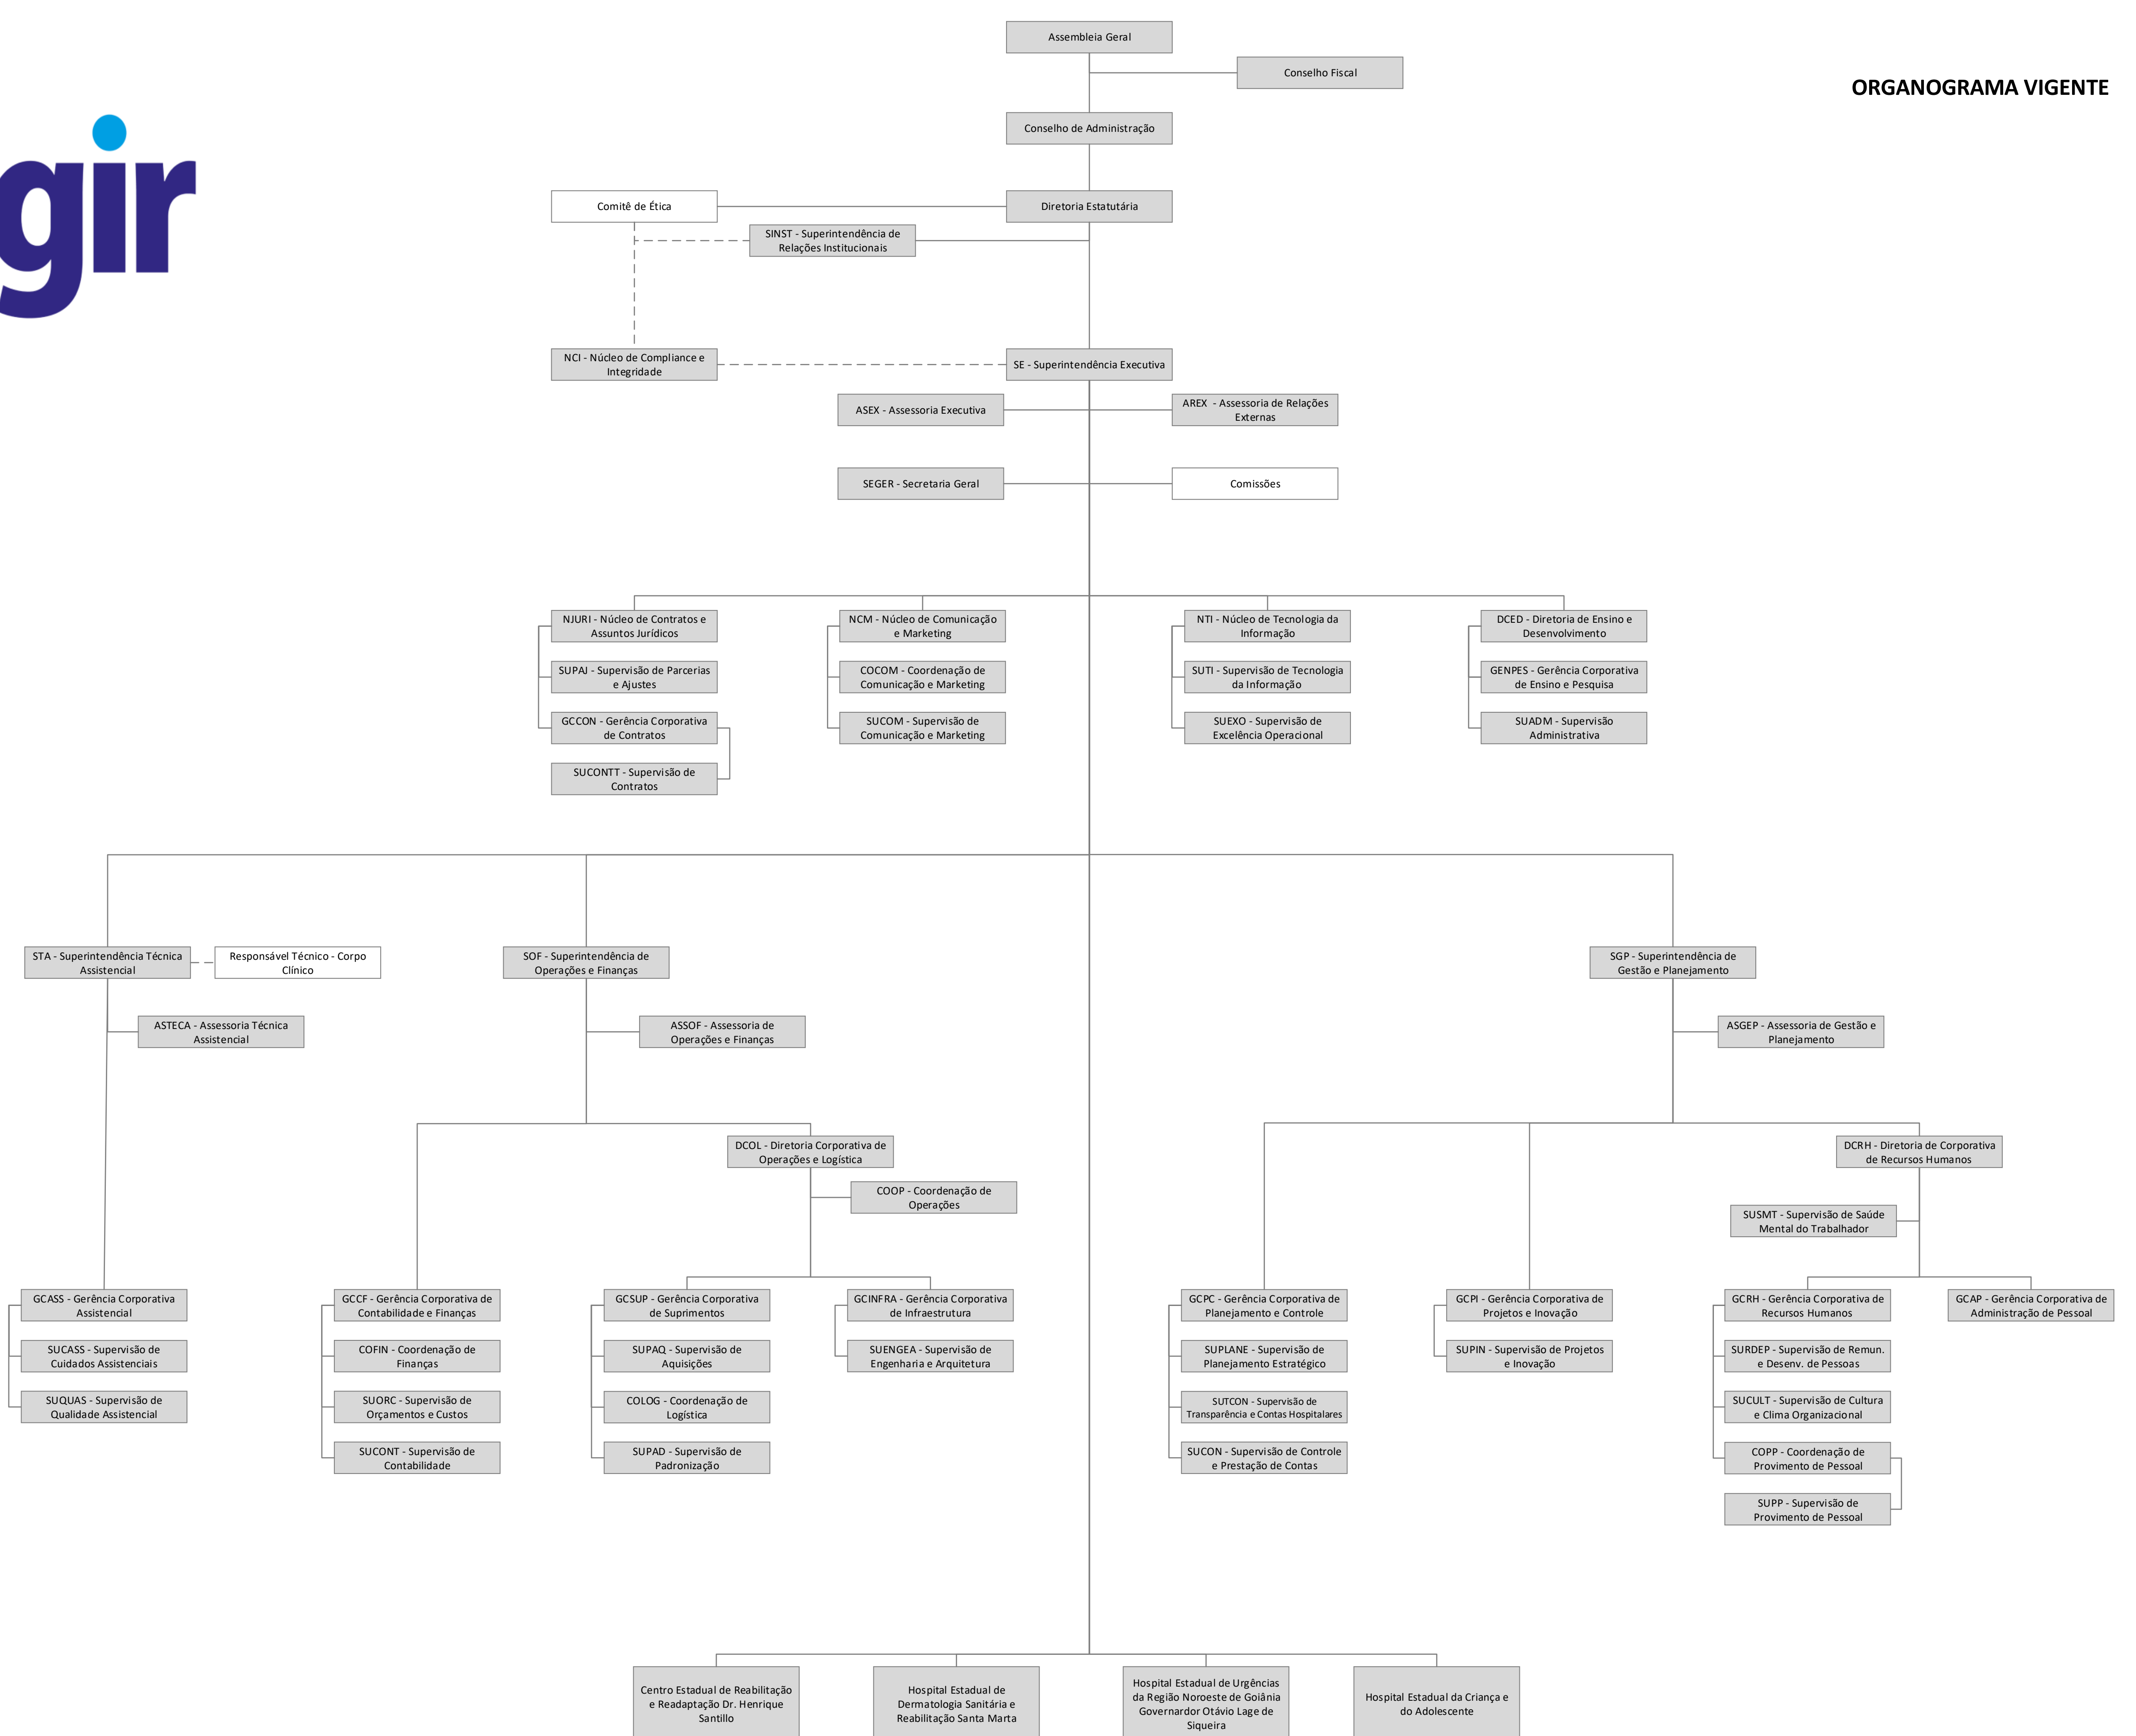 Assembleia Geral
Conselho Fiscal
ORGANOGRAMA VIGENTE
gir
Conselho de Administração
Comitê de Ética
Diretoria Estatutária
SINST - Superintendência de
Relações Institucionais
NCI - Núcleo de Compliance e
Integridade
SE - Superintendência Executiva
ASEX - Assessoria Executiva
AREX - Assessoria de Relações
Externas
SEGER - Secretaria Geral
Comissões
NJURI - Núcleo de Contratos e
Assuntos Jurídicos
SUPAJ - Supervisão de Parcerias
e Ajustes
GCCON - Gerência Corporativa
de Contratos
SUCONTT - Supervisão de
Contratos
NCM - Núcleo de Comunicação
e Marketing
COCOM - Coordenação de
Comunicação e Marketing
SUCOM - Supervisão de
Comunicação e Marketing
NTI - Núcleo de Tecnologia da
Informação
SUTI - Supervisão de Tecnologia
da Informação
SUEXO - Supervisão de
Excelência Operacional
DCED - Diretoria de Ensino e
Desenvolvimento
GENPES - Gerência Corporativa
de Ensino e Pesquisa
SUADM - Supervisão
Administrativa
STA - Superintendência Técnica
Assistencial
Responsável Técnico - Corpo
Clínico
ASTECA - Assessoria Técnica
Assistencial
GCASS - Gerência Corporativa
Assistencial
SUCASS - Supervisão de
Cuidados Assistenciais
SUQUAS - Supervisão de
Qualidade Assistencial
SOF - Superintendência de
Operações e Finanças
ASSOF - Assessoria de
Operações e Finanças
GCCF - Gerência Corporativa de
Contabilidade e Finanças
COFIN - Coordenação de
Finanças
SUORC - Supervisão de
Orçamentos e Custos
SUCONT - Supervisão de
Contabilidade
DCOL - Diretoria Corporativa de
Operações e Logística
COOP - Coordenação de
Operações
GCSUP - Gerência Corporativa
de Suprimentos
SUPAQ - Supervisão de
Aquisições
COLOG - Coordenação de
Logística
SUPAD - Supervisão de
Padronização
GCINFRA - Gerência Corporativa
de Infraestrutura
SUENGEA - Supervisão de
Engenharia e Arquitetura
SGP - Superintendência de
Gestão e Planejamento
ASGEP - Assessoria de Gestão e
Planejamento
GCPC - Gerência Corporativa de
Planejamento e Controle
SUPLANE - Supervisão de
Planejamento Estratégico
SUTCON - Supervisão de
Transparência e Contas Hospitalares
SUCON - Supervisão de Controle
e Prestação de Contas
GCPI - Gerência Corporativa de
Projetos e Inovação
SUPIN - Supervisão de Projetos
e Inovação
DCRH - Diretoria de Corporativa
de Recursos Humanos
SUSMT - Supervisão de Saúde
Mental do Trabalhador
GCRH - Gerência Corporativa de
Recursos Humanos
SURDEP - Supervisão de Remun.
e Desenv. de Pessoas
SUCULT - Supervisão de Cultura
e Clima Organizacional
COPP - Coordenação de
Provimento de Pessoal
SUPP - Supervisão de
Provimento de Pessoal
GCAP - Gerência Corporativa de
Administração de Pessoal
Centro Estadual de Reabilitação
e Readaptação Dr. Henrique
Santillo
Hospital Estadual de
Dermatologia Sanitária e
Reabilitação Santa Marta
Hospital Estadual de Urgências
da Região Noroeste de Goiânia
Governardor Otávio Lage de
Siqueira
Hospital Estadual da Criança e
do Adolescente